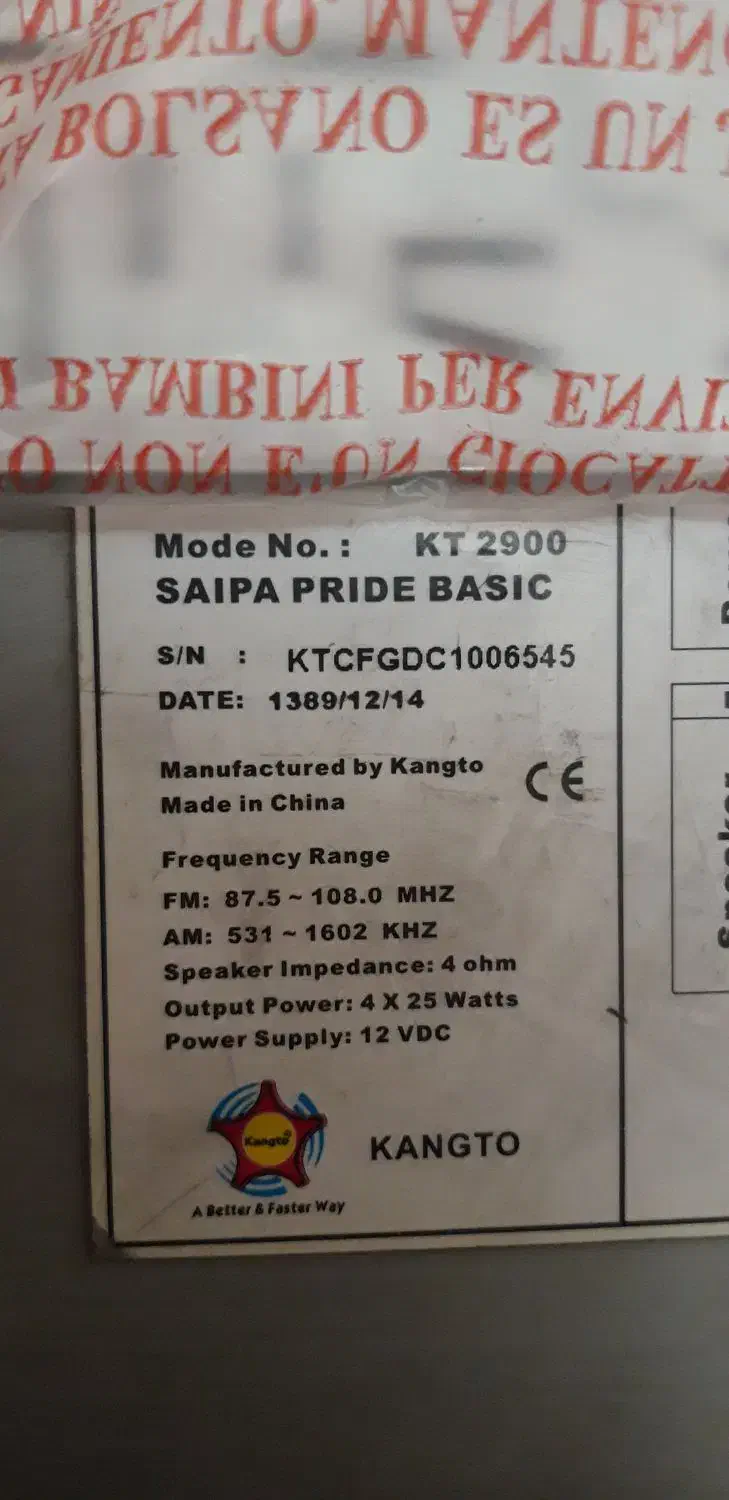 GAMIENTO. MANTEN
BOLSANO ES UN
BAMBINI PER ENVI
O NON E'UN GIOCATT
Mode No. : KT 2900
SAIPA PRIDE BASIC
S/N : KTCFGDC1006545
DATE: 1389/12/14
Manufactured by Kangto
Made in China
CE
Frequency Range
FM: 87.5 ~ 108.0 MHZ
AM: 531 ~ 1602 KHZ
Speaker Impedance: 4 ohm
Output Power: 4 X 25 Watts
Power Supply: 12 VDC
Kangto
KANGTO
A Better & Faster Way